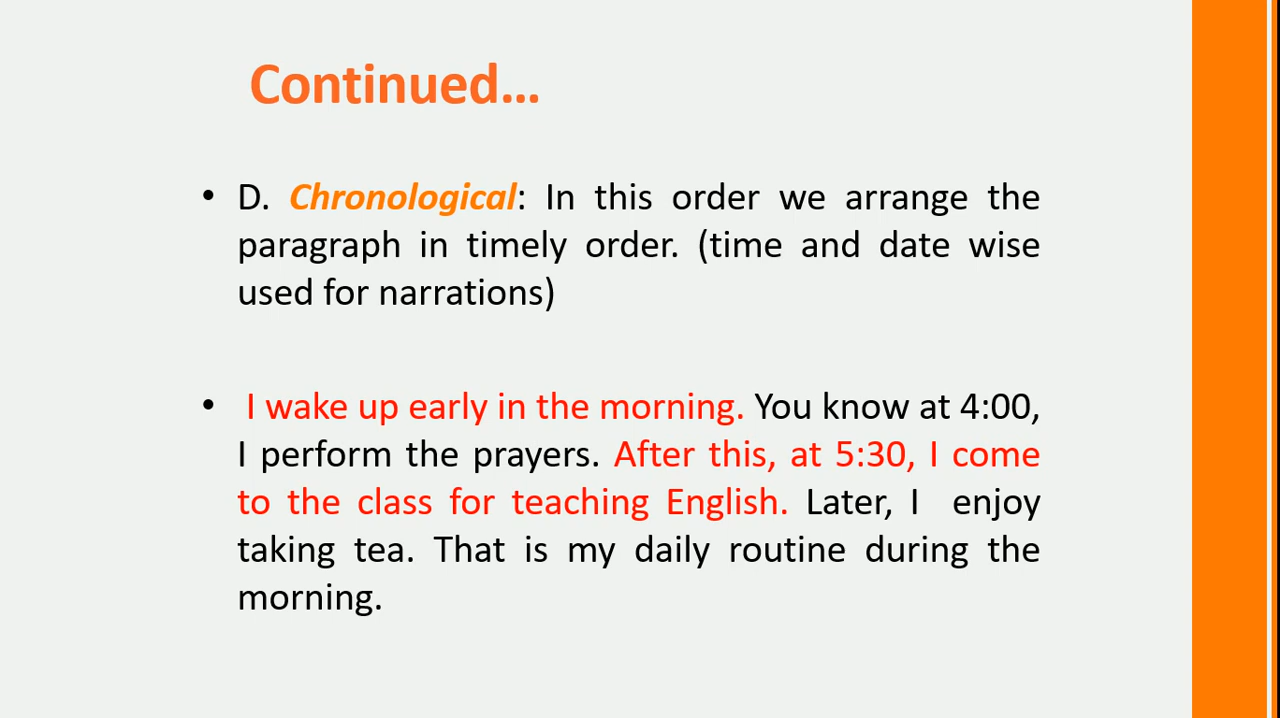 Continued...
• D. Chronological: In this order we arrange the
paragraph in timely order. (time and date wise
used for narrations)
• I wake up early in the morning. You know at 4:00,
I perform the prayers. After this, at 5:30, I come
to the class for teaching English. Later, I enjoy
taking tea. That is my daily routine during the
morning.